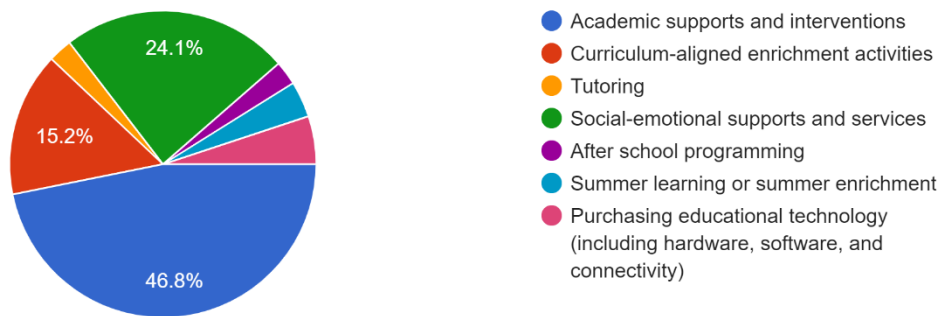 24.1%
15.2%
46.8%
Academic supports and interventions
Curriculum-aligned enrichment activities
Tutoring
Social-emotional supports and services
After school programming
Summer learning or summer enrichment
Purchasing educational technology
(including hardware, software, and
connectivity)